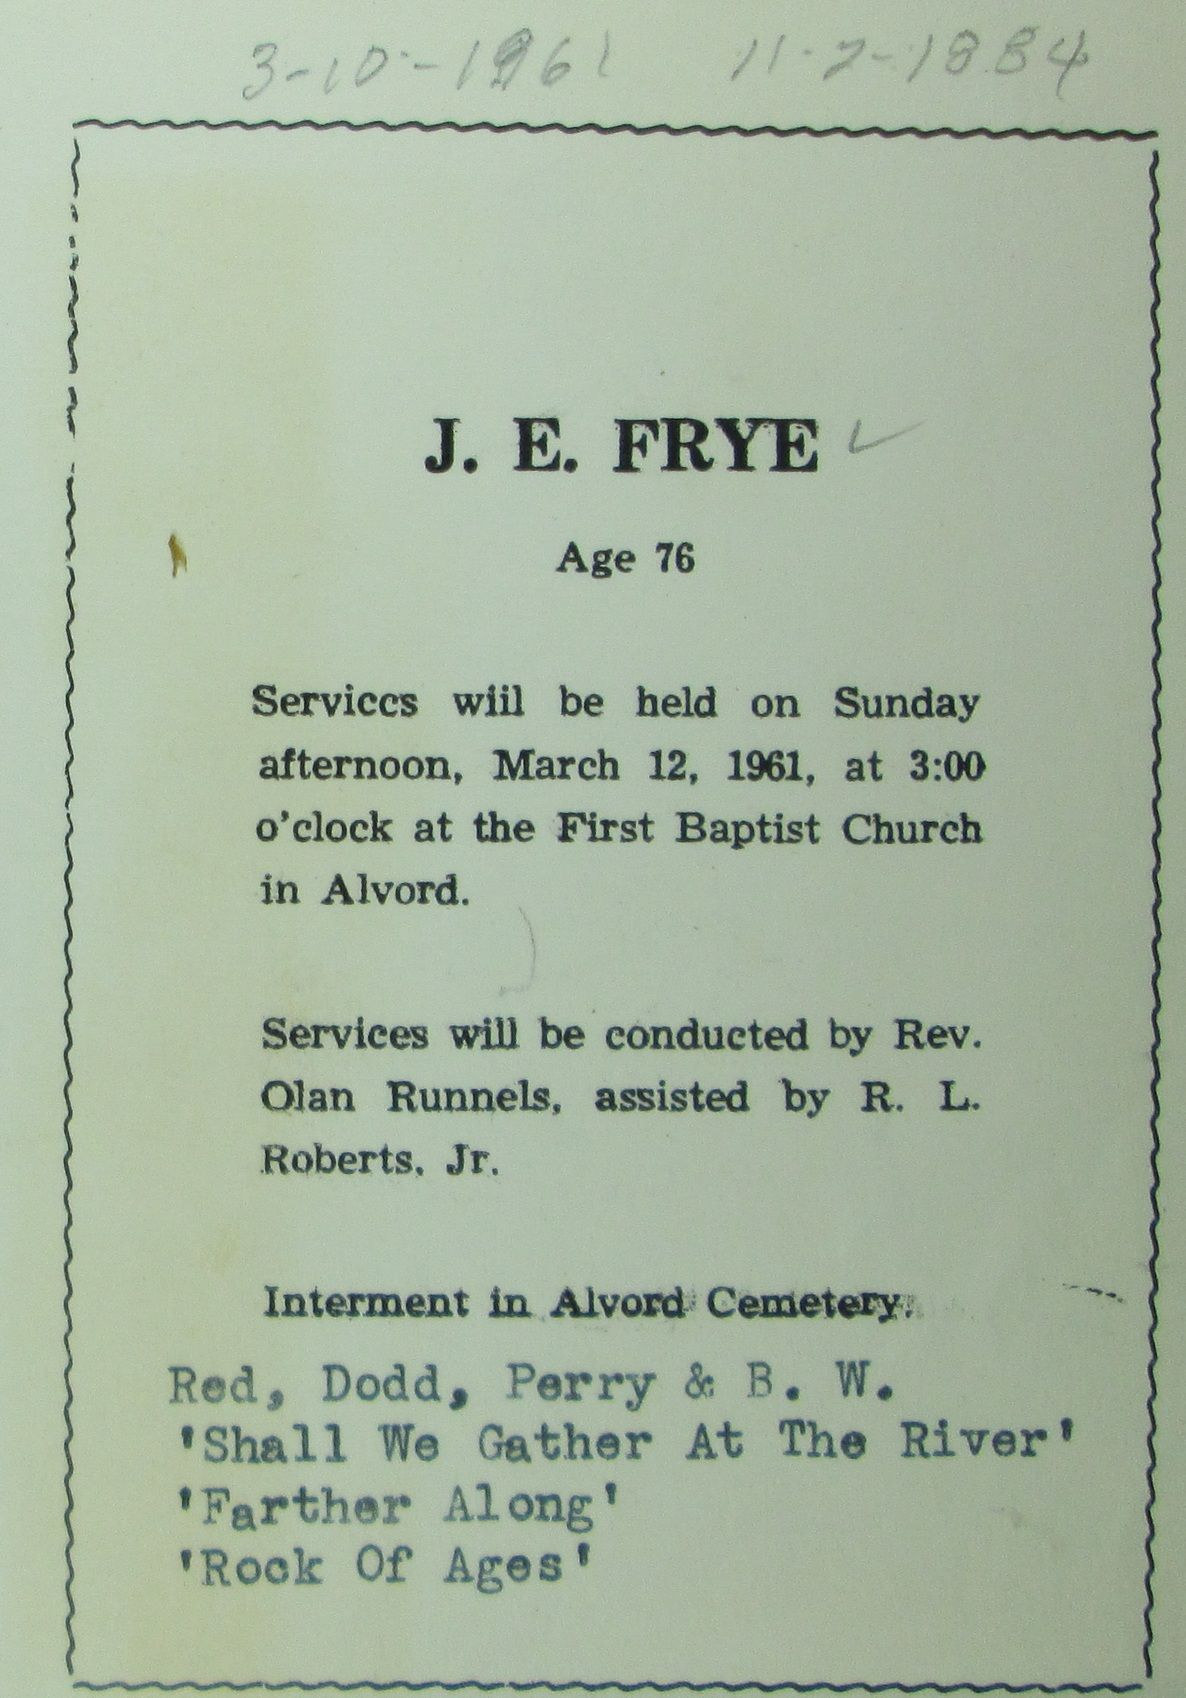 3-10-1961 11-7-1884
J. E. FRYE
Age 76
Serviccs wiil be held on Sunday
afternoon, March 12, 1961, at 3:00
o'clock at the First Baptist Church
in Alvord.
Services will be conducted by Rev.
Olan Runnels, assisted by R. L.
Roberts, Jr.
Interment in Alvord Cemetery.
Red, Dodd, Perry & B. W.
'Shall We Gather At The River'
'Farther Along'
'Rock Of Ages'